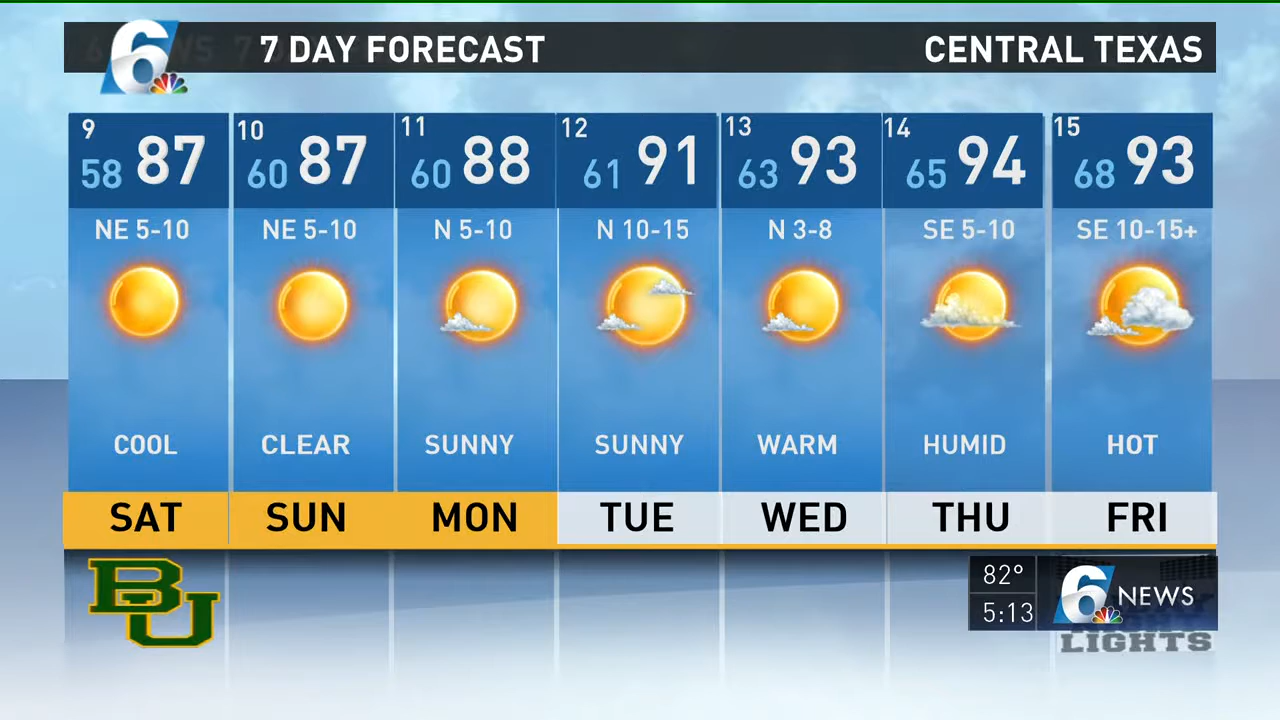 6
7 DAY FORECAST
CENTRAL TEXAS
9 58 87
10 60 87
11 60 88
12 61 91
13 63 93
14 65 94
15 68 93
NE 5-10
NE 5-10
N 5-10
N 10-15
N 3-8
SE 5-10
SE 10-15+
COOL
CLEAR
SUNNY
SUNNY
WARM
HUMID
HOT
SAT
SUN
MON
TUE
WED
THU
FRI
BU
82°
5:13
6 NEWS
LIGHTS